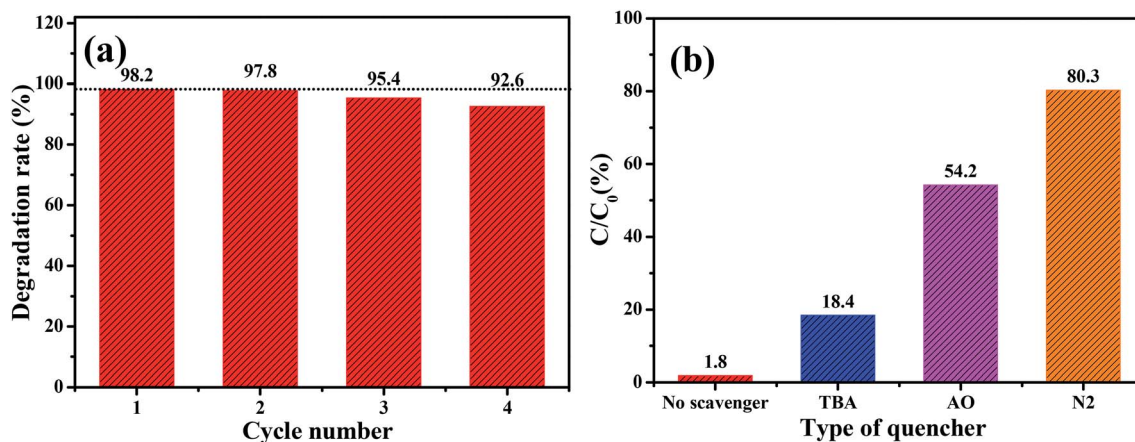 (a)
Degradation rate (%)
120
100
80
60
40
20
0
98.2
97.8
95.4
92.6
1
2
3
4
Cycle number
(b)
C/C₀(%)
100
80
60
40
20
0
1.8
18.4
54.2
80.3
No scavenger
TBA
AO
N2
Type of quencher